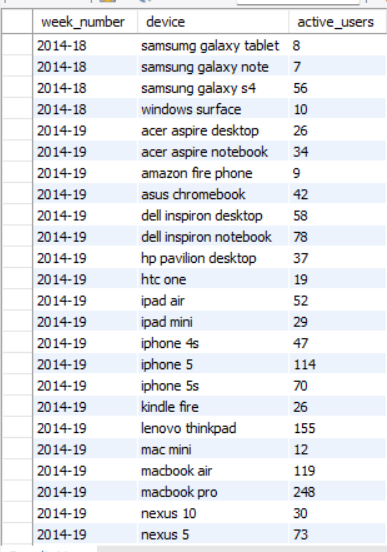 week_number device active_users
2014-18 samsumg galaxy tablet 8
2014-18 samsung galaxy note 7
2014-18 samsung galaxy s4 56
2014-18 windows surface 10
2014-19 acer aspire desktop 26
2014-19 acer aspire notebook 34
2014-19 amazon fire phone 9
2014-19 asus chromebook 42
2014-19 dell inspiron desktop 58
2014-19 dell inspiron notebook 78
2014-19 hp pavilion desktop 37
2014-19 htc one 19
2014-19 ipad air 52
2014-19 ipad mini 29
2014-19 iphone 4s 47
2014-19 iphone 5 114
2014-19 iphone 5s 70
2014-19 kindle fire 26
2014-19 lenovo thinkpad 155
2014-19 mac mini 12
2014-19 macbook air 119
2014-19 macbook pro 248
2014-19 nexus 10 30
2014-19 nexus 5 73